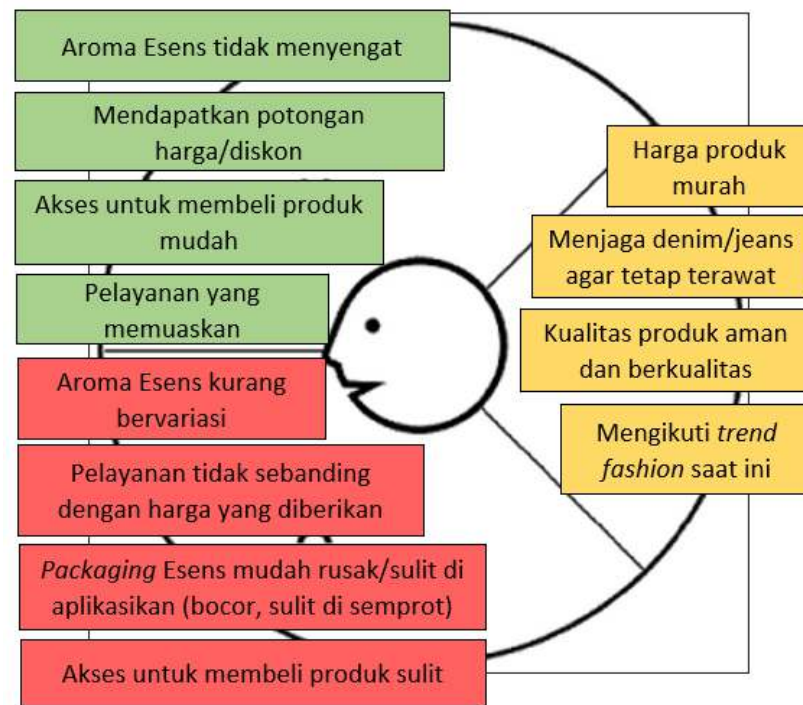 Aroma Esens tidak menyengat
Mendapatkan potongan
harga/diskon
Akses untuk membeli produk
mudah
Pelayanan yang
memuaskan
Aroma Esens kurang
bervariasi
Pelayanan tidak sebanding
dengan harga yang diberikan
Packaging Esens mudah rusak/sulit di
aplikasikan (bocor, sulit di semprot)
Akses untuk membeli produk sulit
Harga produk
murah
Menjaga denim/jeans
agar tetap terawat
Kualitas produk aman
dan berkualitas
Mengikuti trend
fashion saat ini